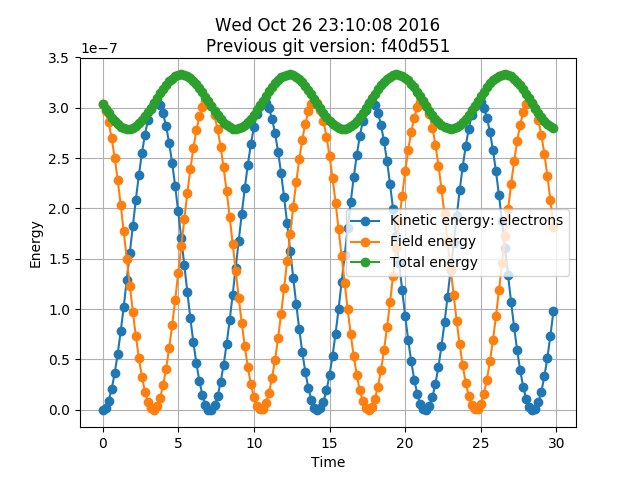 Wed Oct 26 23:10:08 2016
Previous git version: f40d551
1e−7
3.5
3.0
2.5
2.0
1.5
1.0
0.5
0.0
Energy
Kinetic energy: electrons
Field energy
Total energy
0 5 10 15 20 25 30
Time